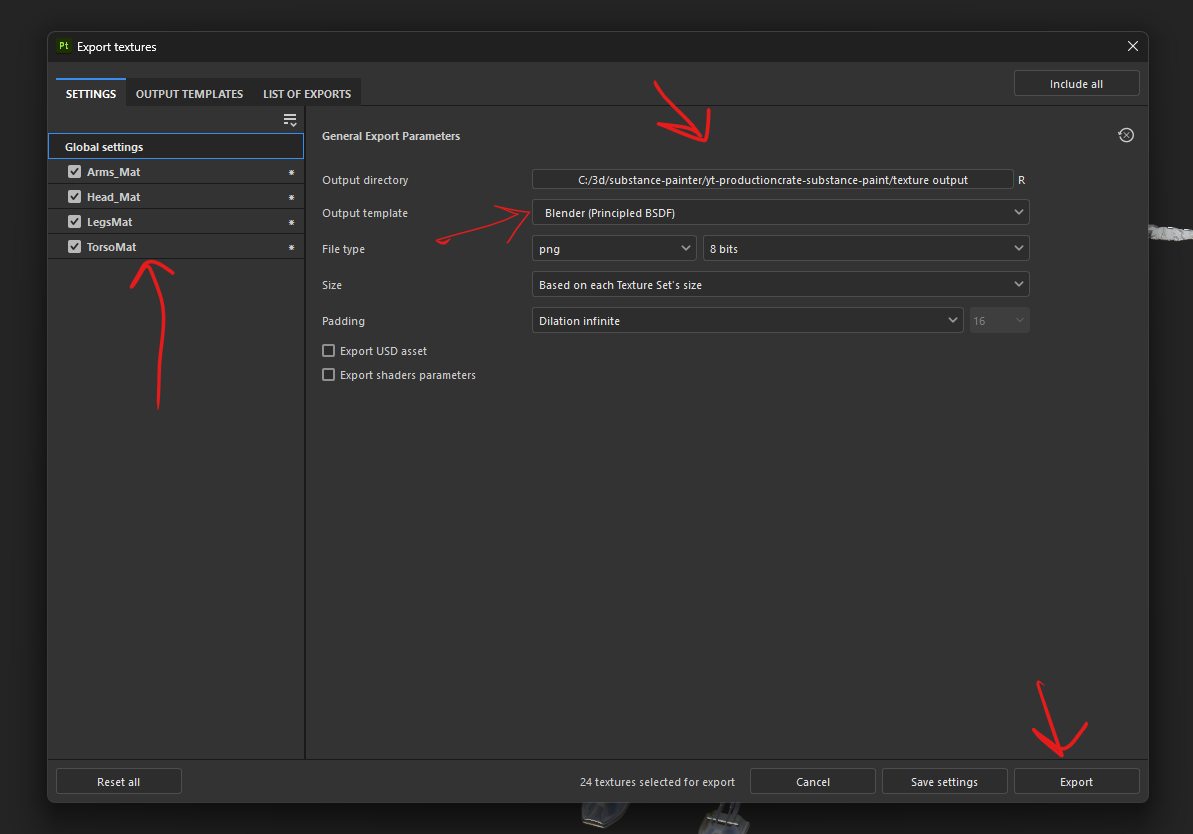 Pt Export textures
SETTINGS OUTPUT TEMPLATES LIST OF EXPORTS
Include all
Global settings
Arms_Mat
Head_Mat
LegsMat
TorsoMat
General Export Parameters
Output directory C:/3d/substance-painter/yt-productioncrate-substance-paint/texture output R
Output template Blender (Principled BSDF)
File type png 8 bits
Size Based on each Texture Set's size
Padding Dilation infinite 16
Export USD asset
Export shaders parameters
Reset all 24 textures selected for export Cancel Save settings Export